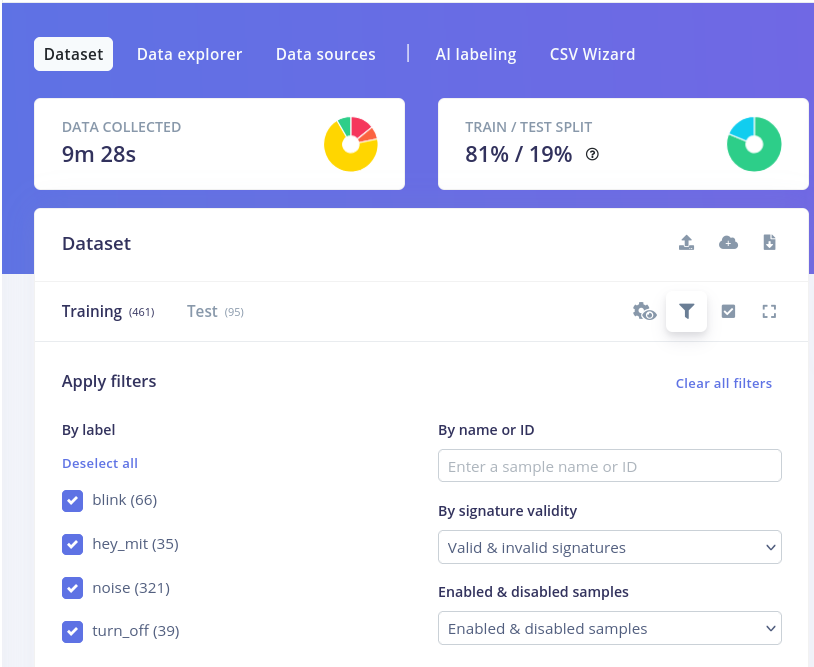 Dataset Data explorer Data sources | AI labeling CSV Wizard
DATA COLLECTED
9m 28s
TRAIN / TEST SPLIT
81% / 19%
Dataset
Training (461) Test (95)
Apply filters
Clear all filters
By label
Deselect all
blink (66)
hey_mit (35)
noise (321)
turn_off (39)
By name or ID
Enter a sample name or ID
By signature validity
Valid & invalid signatures
Enabled & disabled samples
Enabled & disabled samples